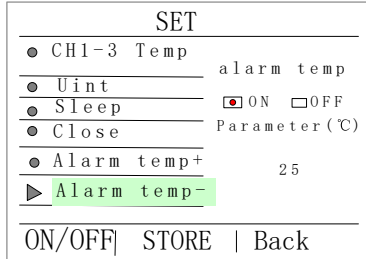 SET
CH1-3 Temp
Uint
Sleep
Close
Alarm temp+
Alarm temp-
alarm temp
ON OFF
Parameter(℃)
25
ON/OFF| STORE | Back